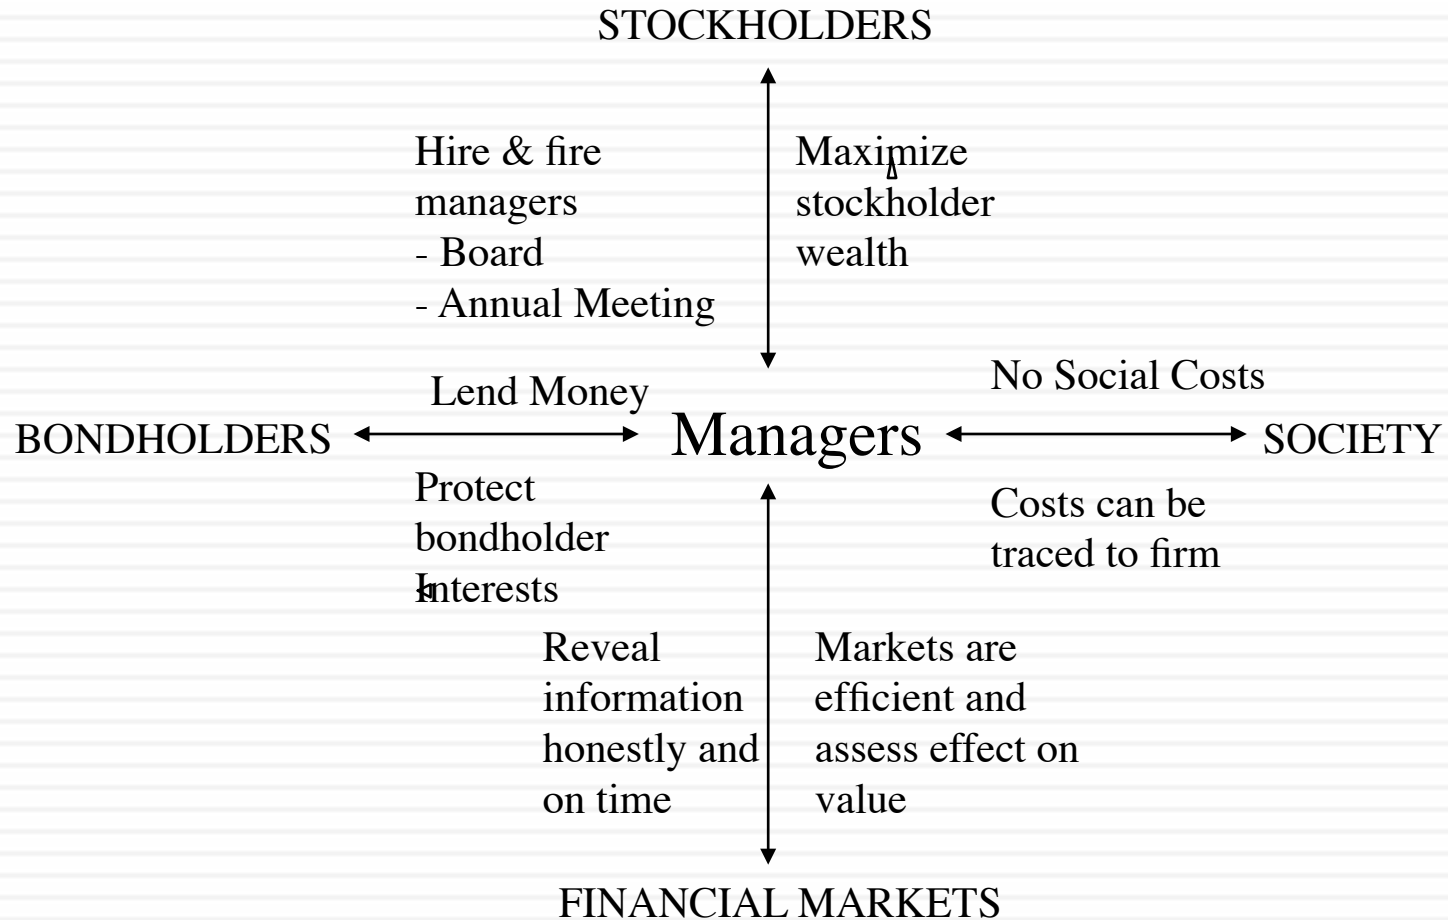 STOCKHOLDERS
Hire & fire
managers
- Board
- Annual Meeting
Maximize
stockholder
wealth
Lend Money
No Social Costs
BONDHOLDERS
Managers
SOCIETY
Protect
bondholder
Interests
Costs can be
traced to firm
Reveal
information
honestly and
on time
Markets are
efficient and
assess effect on
value
FINANCIAL MARKETS